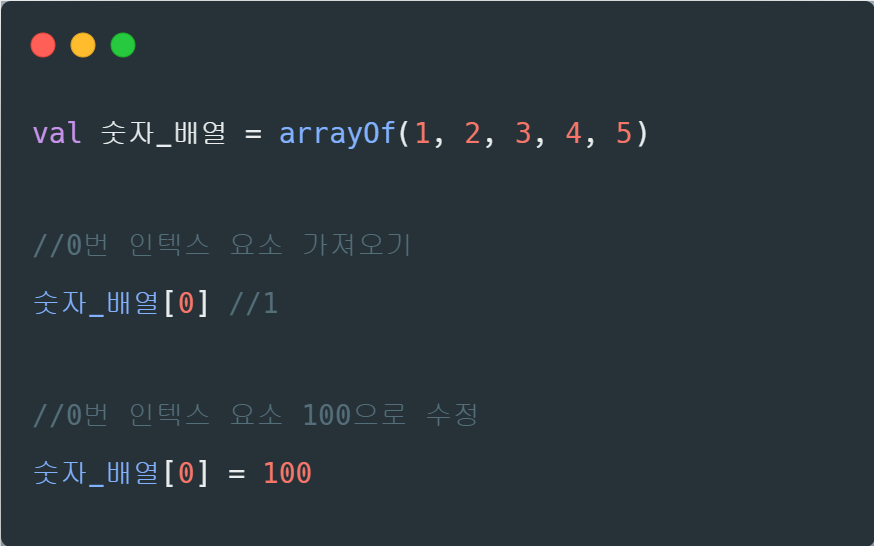 val 숫자_배열 = arrayOf(1, 2, 3, 4, 5)
//0번 인텍스 요소 가져오기
숫자_배열[0] //1
//0번 인텍스 요소 100으로 수정
숫자_배열[0] = 100